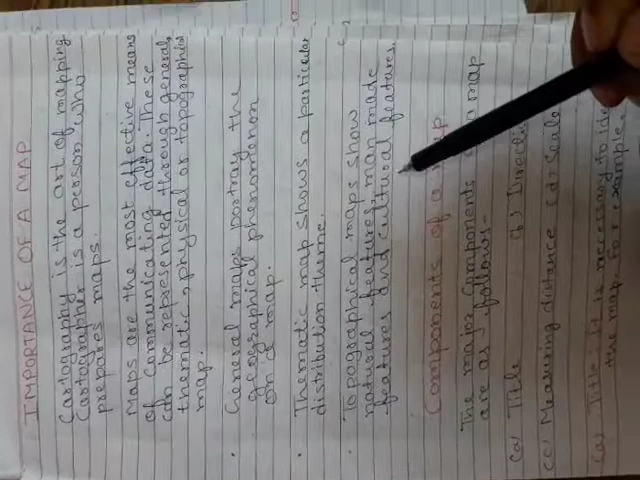 IMPORTANCE OF A MAP
Cartography is the art of mapping
Cartographer is a person who
prepares maps.
Maps are the most effective means
of communicating data. These
can be represented through general,
thematic, physical or topographical
map.
• General maps portray the
geographical phenomenon
on a map.
• Thematic map shows a particular
distribution theme.
• Topographical maps show
natural features, man made
features and cultural features.
Components of a
The major components map
are as follows-
(a) Title (b) Directi
(c) Measuring distance (d) Scale
(a) Title : It is necessary to ide
the map. For example.